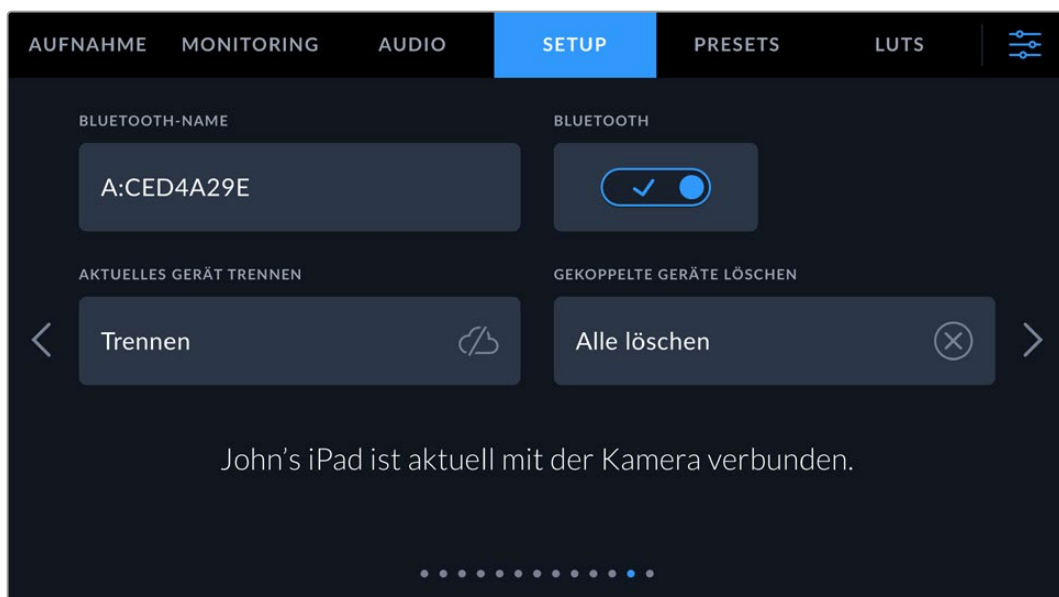 AUFNAHME MONITORING AUDIO SETUP PRESETS LUTS
BLUETOOTH-NAME BLUETOOTH
A:CED4A29E
AKTUELLES GERÄT TRENNEN GEKOPPELTE GERÄTE LÖSCHEN
Trennen Alle löschen
John’s iPad ist aktuell mit der Kamera verbunden.